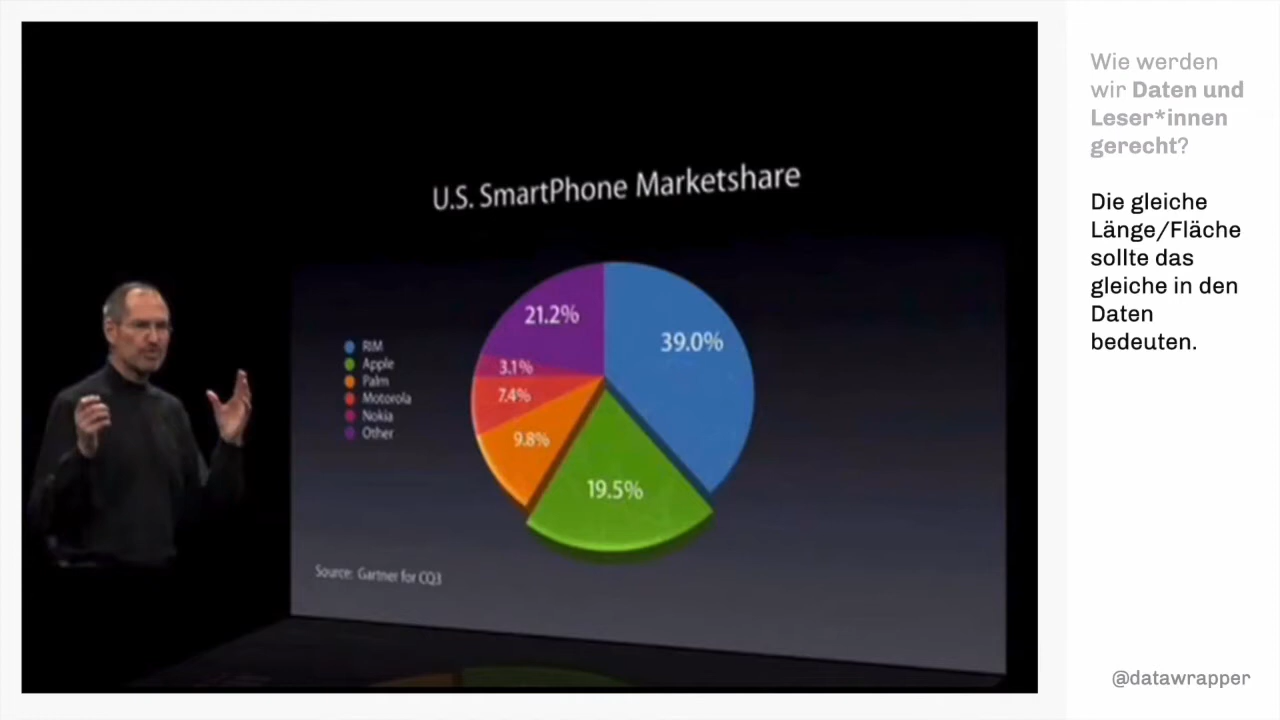 U.S. SmartPhone Marketshare
21.2%
39.0%
3.1%
7.4%
9.8%
19.5%
RIM
Apple
Palm
Motorola
Nokia
Other
Source: Gartner for CQ3
Wie werden
wir Daten und
Leser*innen
gerecht?
Die gleiche
Länge/Fläche
sollte das
gleiche in den
Daten
bedeuten.
@datawrapper